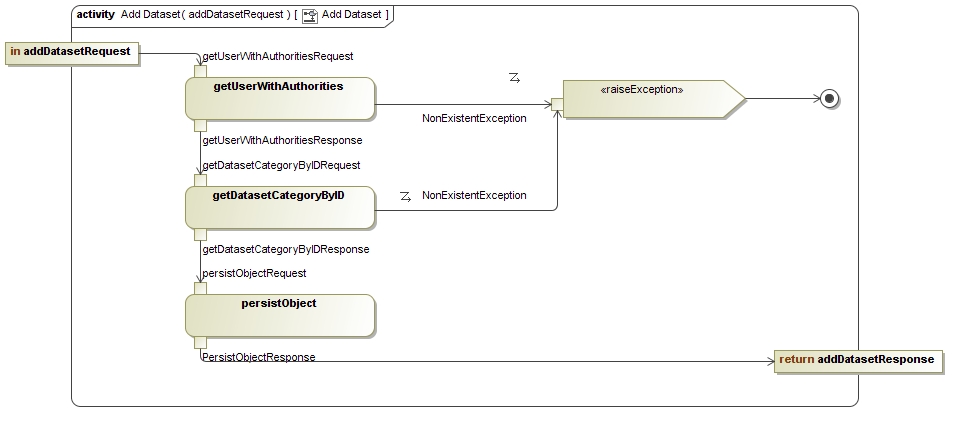 activity Add Dataset( addDatasetRequest ) [ Add Dataset ]
in addDatasetRequest
getUserWithAuthoritiesRequest
getUserWithAuthorities
«raiseException»
NonExistentException
getUserWithAuthoritiesResponse
getDatasetCategoryByIDRequest
getDatasetCategoryByID
NonExistentException
getDatasetCategoryByIDResponse
persistObjectRequest
persistObject
PersistObjectResponse
return addDatasetResponse